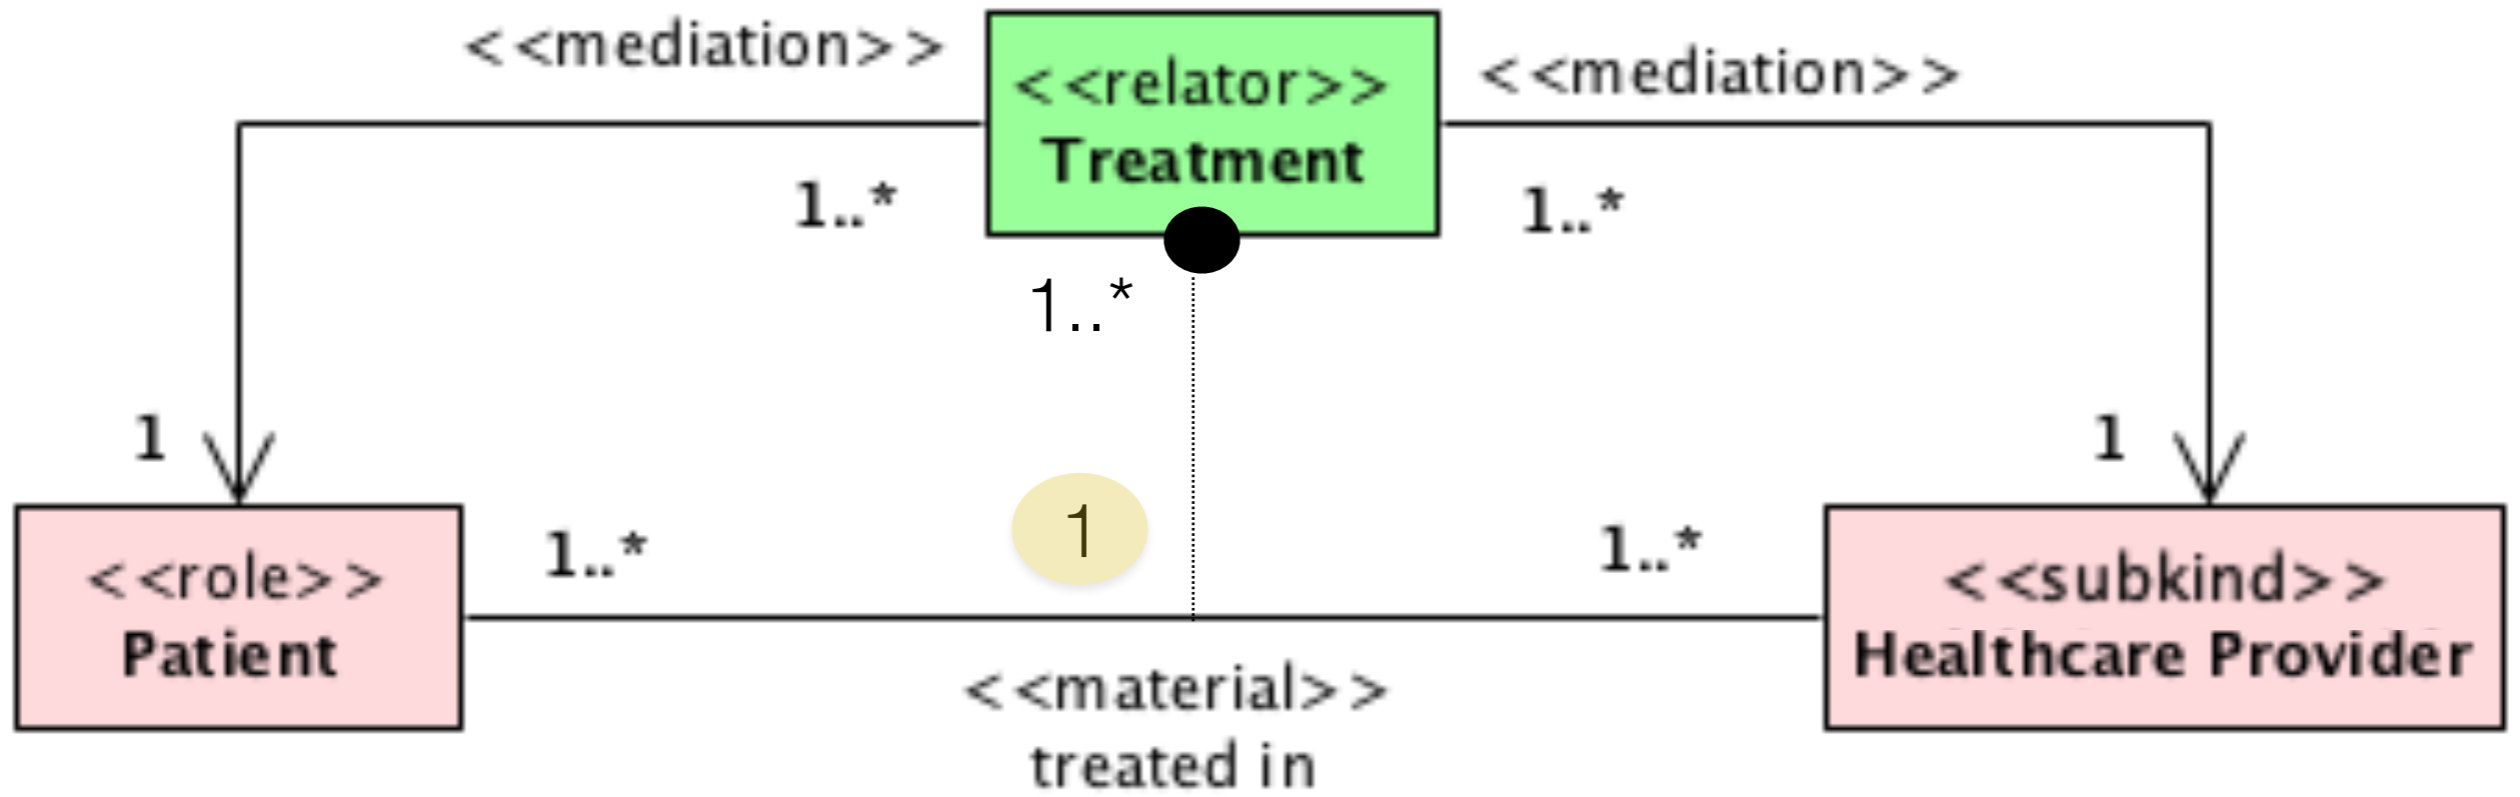 <<mediation>>
<<relator>>
Treatment
<<mediation>>
1..*
1..*
1..*
1
1
1
<<role>>
Patient
1..*
1..*
<<subkind>>
Healthcare Provider
<<material>>
treated in